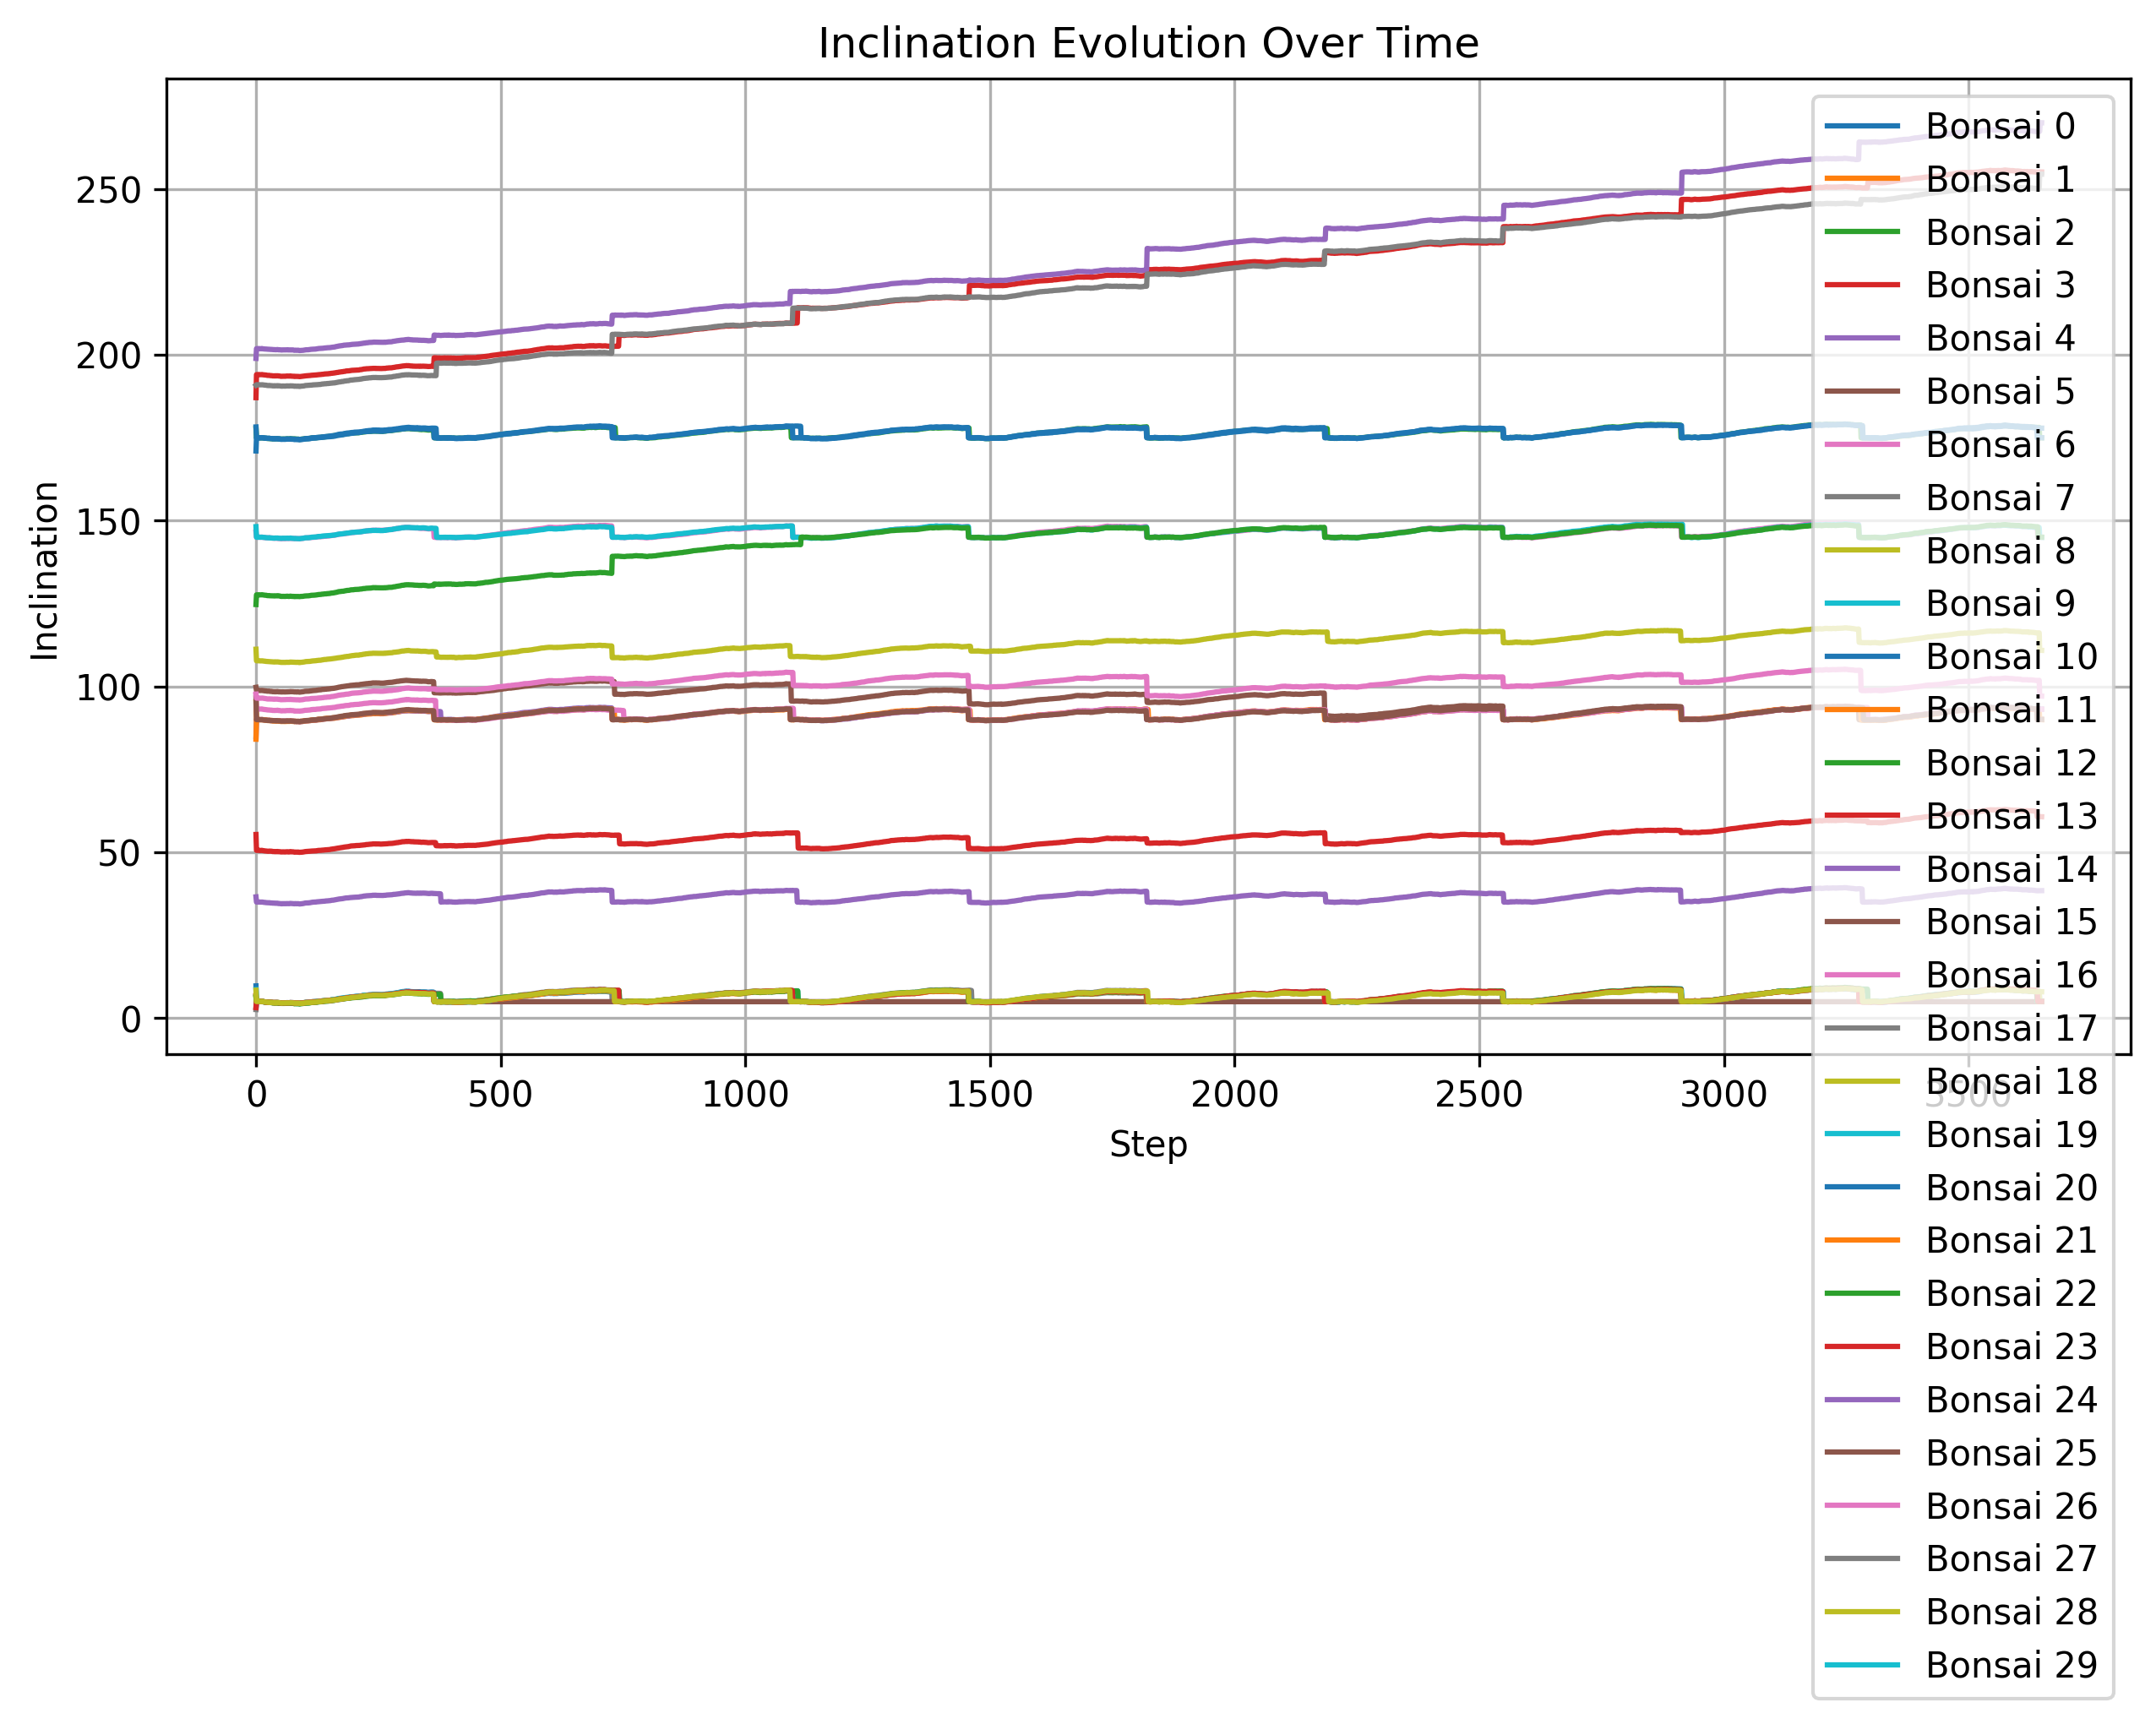 Inclination Evolution Over Time
Inclination
250
200
150
100
50
0
0 500 1000 1500 2000 2500 3000 3500
Step
Bonsai 0
Bonsai 1
Bonsai 2
Bonsai 3
Bonsai 4
Bonsai 5
Bonsai 6
Bonsai 7
Bonsai 8
Bonsai 9
Bonsai 10
Bonsai 11
Bonsai 12
Bonsai 13
Bonsai 14
Bonsai 15
Bonsai 16
Bonsai 17
Bonsai 18
Bonsai 19
Bonsai 20
Bonsai 21
Bonsai 22
Bonsai 23
Bonsai 24
Bonsai 25
Bonsai 26
Bonsai 27
Bonsai 28
Bonsai 29